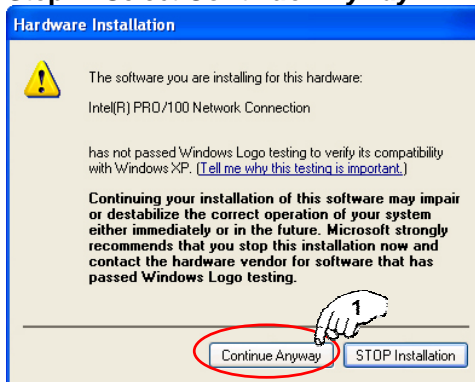 Hardware Installation
The software you are installing for this hardware:
Intel(R) PRO/100 Network Connection
has not passed Windows Logo testing to verify its compatibility
with Windows XP. (Tell me why this testing is important.)
Continuing your installation of this software may impair
or destabilize the correct operation of your system
either immediately or in the future. Microsoft strongly
recommends that you stop this installation now and
contact the hardware vendor for software that has
passed Windows Logo testing.
1
Continue Anyway STOP Installation